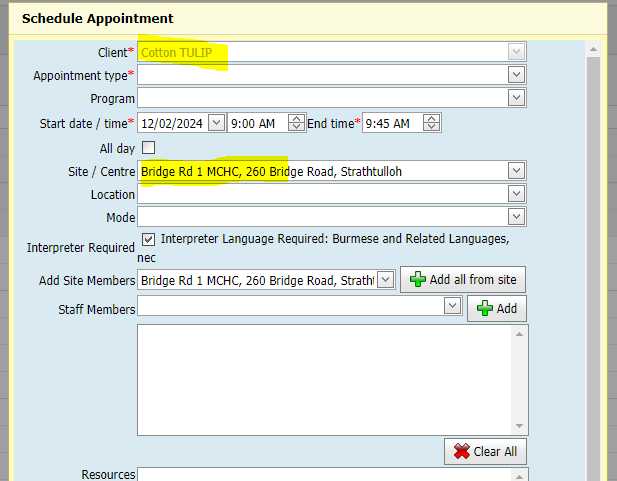 Schedule Appointment
Client* Cotton TULIP
Appointment type*
Program
Start date / time* 12/02/2024 9:00 AM End time* 9:45 AM
All day
Site / Centre Bridge Rd 1 MCHC, 260 Bridge Road, Strathtulloh
Location
Mode
Interpreter Required Interpreter Language Required: Burmese and Related Languages,
nec
Add Site Members Bridge Rd 1 MCHC, 260 Bridge Road, Stratht Add all from site
Staff Members Add
Clear All
Resources